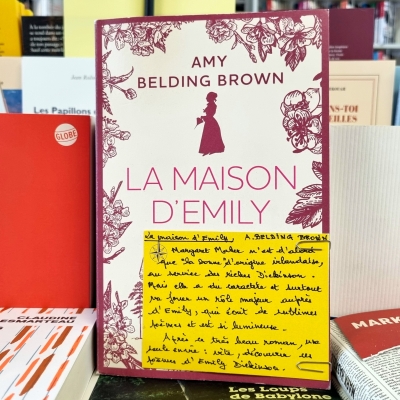 AMY
BELDING BROWN
LA MAISON
D'EMILY
La maison d'Emily, A. BELDING BROWN
Margaret Maher n'est d'abord
que "la bonne" d'origine irlandaise,
au service des riches Dickinson.
Mais elle a du caractère et surtout
va jouer un rôle majeur auprès
d'Emily, qui écrit de sublimes
poèmes et est si lumineuse.
Après ce très beau roman, une
seule envie : vite, découvrir les
poèmes d'Emily Dickinson.
Les Papillons
GLOBE
CLAUDINE
DESMARTEAU
MARK
Les Loups
de Babylone